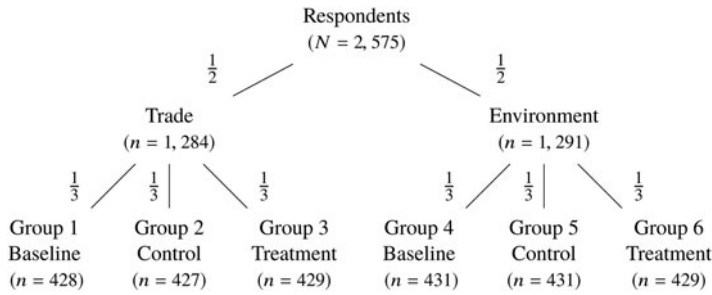 Respondents
(N = 2, 575)
1/2 1/2
Trade Environment
(n = 1, 284) (n = 1, 291)
1/3 1/3 1/3 1/3 1/3 1/3
Group 1 Group 2 Group 3 Group 4 Group 5 Group 6
Baseline Control Treatment Baseline Control Treatment
(n = 428) (n = 427) (n = 429) (n = 431) (n = 431) (n = 429)